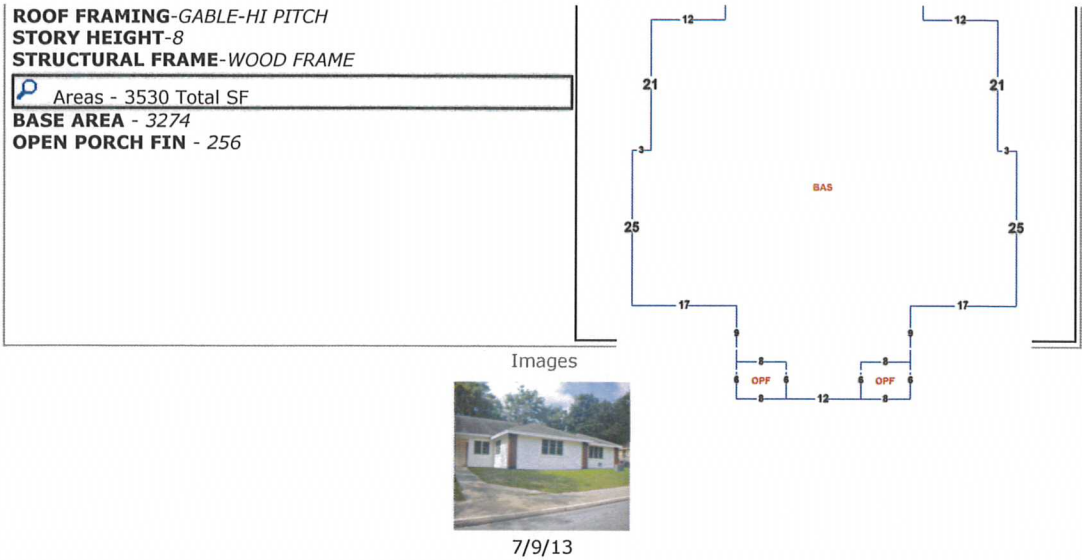 ROOF FRAMING-GABLE-HI PITCH
STORY HEIGHT-8
STRUCTURAL FRAME-WOOD FRAME
Areas - 3530 Total SF
BASE AREA - 3274
OPEN PORCH FIN - 256
12 12
21 21
3 3
BAS
25 25
17 17
9 9
8 8
6 OPF 6 6 OPF 6
8 12 8
Images
7/9/13